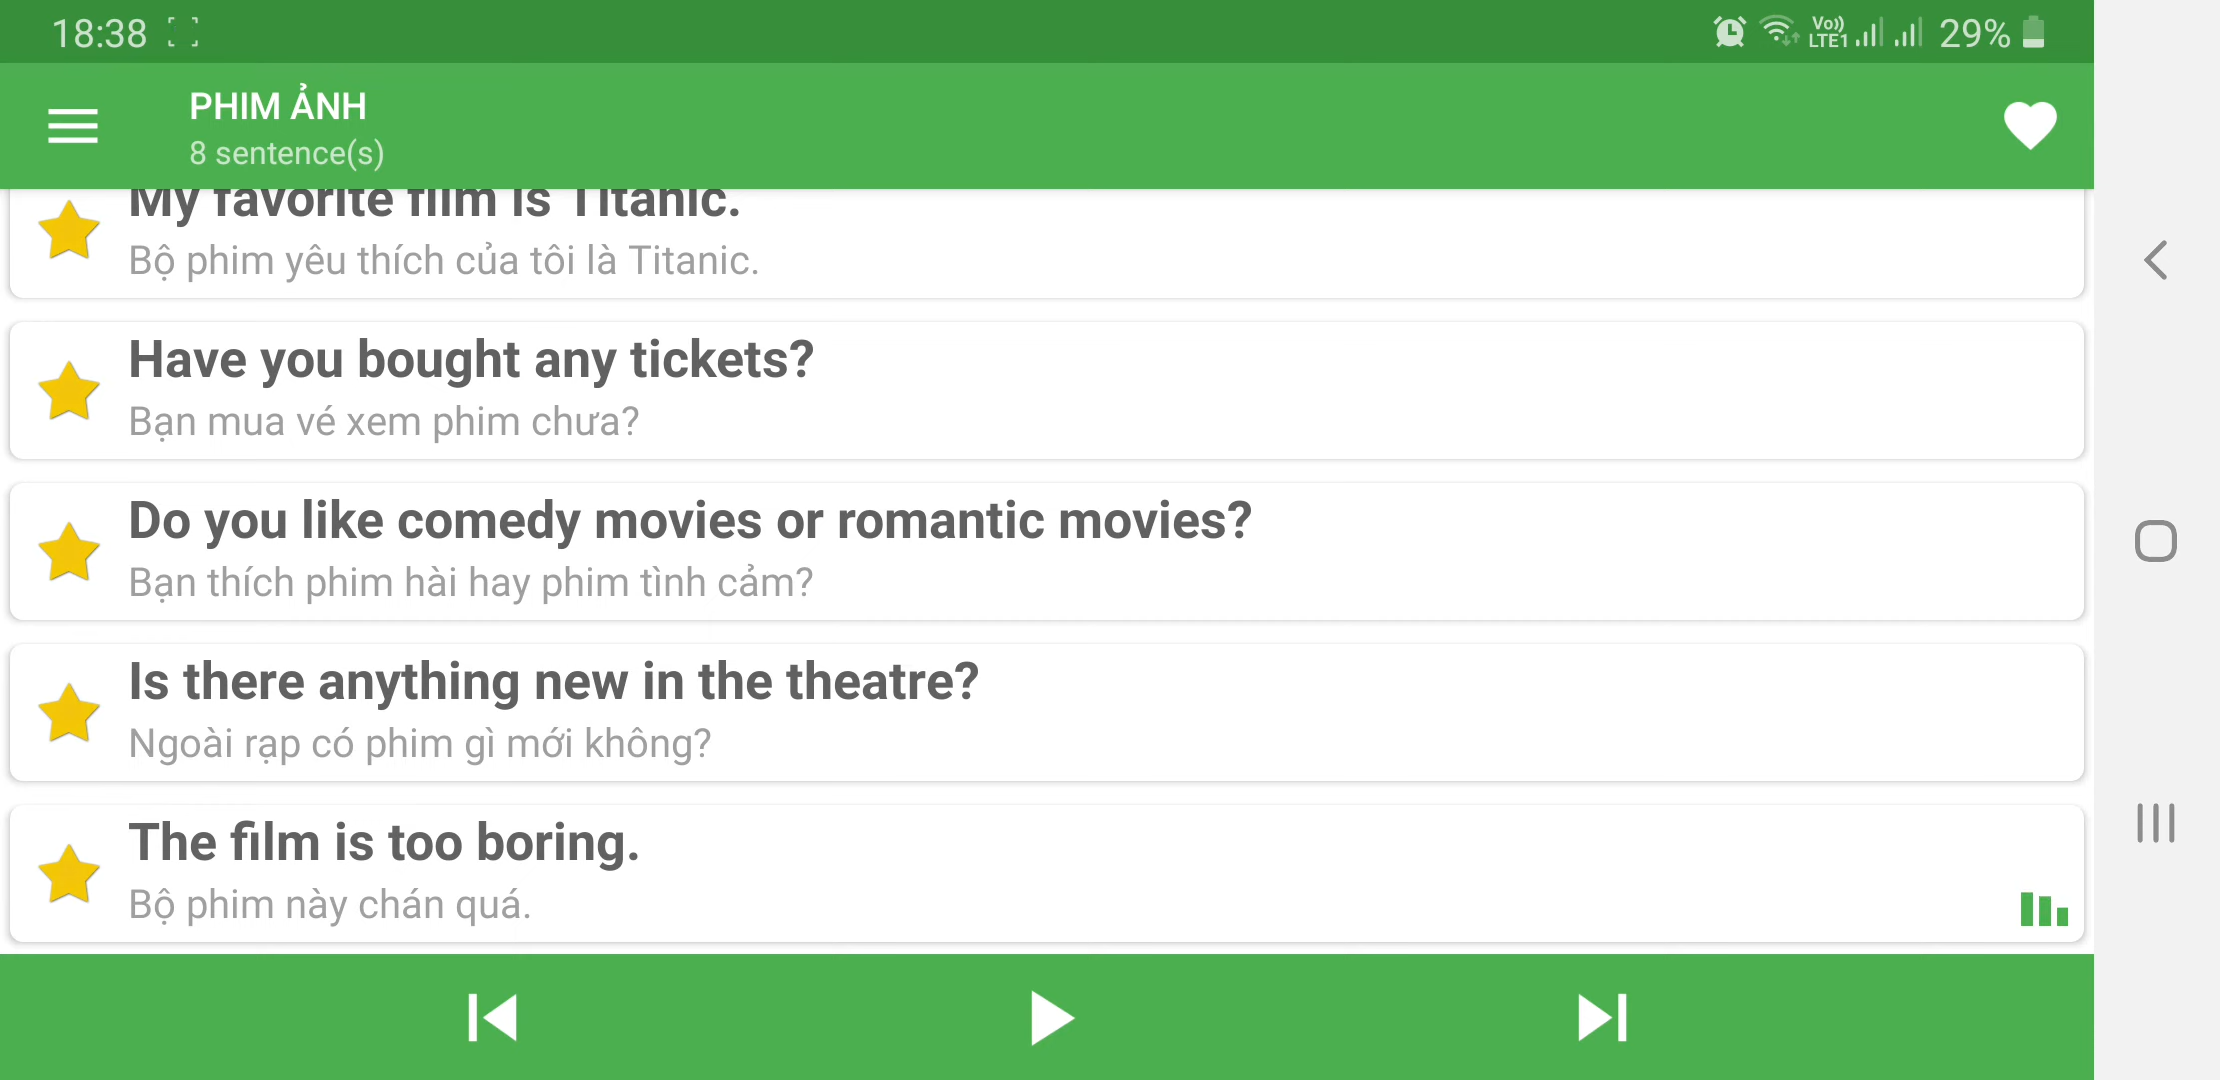 18:38
Vo)) LTE1 29%
PHIM ẢNH
8 sentence(s)
My favorite film is Titanic.
Bộ phim yêu thích của tôi là Titanic.
Have you bought any tickets?
Bạn mua vé xem phim chưa?
Do you like comedy movies or romantic movies?
Bạn thích phim hài hay phim tình cảm?
Is there anything new in the theatre?
Ngoài rạp có phim gì mới không?
The film is too boring.
Bộ phim này chán quá.